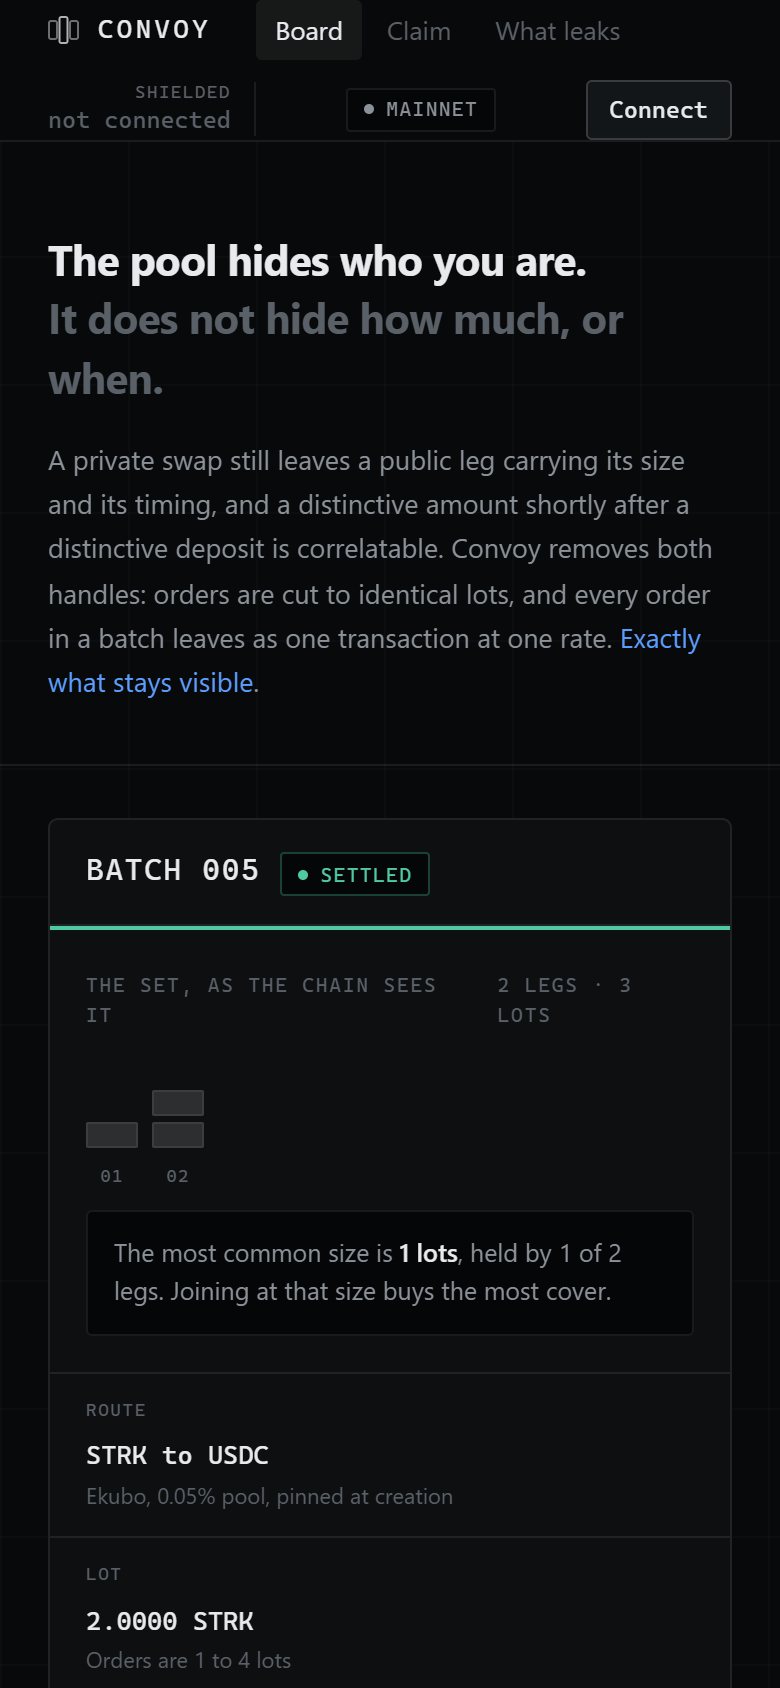 CONVOY
Board
Claim
What leaks
SHIELDED
not connected
MAINNET
Connect
The pool hides who you are.
It does not hide how much, or
when.
A private swap still leaves a public leg carrying its size
and its timing, and a distinctive amount shortly after a
distinctive deposit is correlatable. Convoy removes both
handles: orders are cut to identical lots, and every order
in a batch leaves as one transaction at one rate. Exactly
what stays visible.
BATCH 005
SETTLED
THE SET, AS THE CHAIN SEES
IT
2 LEGS · 3
LOTS
01
02
The most common size is 1 lots, held by 1 of 2
legs. Joining at that size buys the most cover.
ROUTE
STRK to USDC
Ekubo, 0.05% pool, pinned at creation
LOT
2.0000 STRK
Orders are 1 to 4 lots